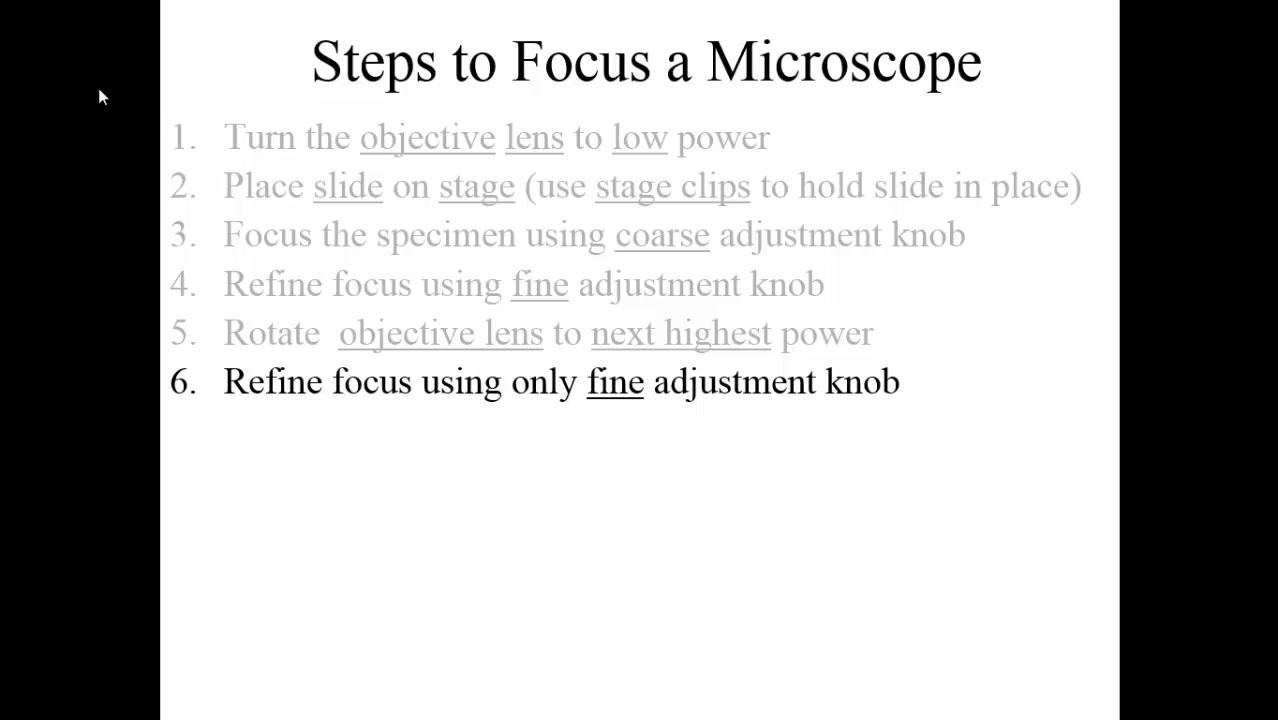 Steps to Focus a Microscope
1. Turn the objective lens to low power
2. Place slide on stage (use stage clips to hold slide in place)
3. Focus the specimen using coarse adjustment knob
4. Refine focus using fine adjustment knob
5. Rotate objective lens to next highest power
6. Refine focus using only fine adjustment knob